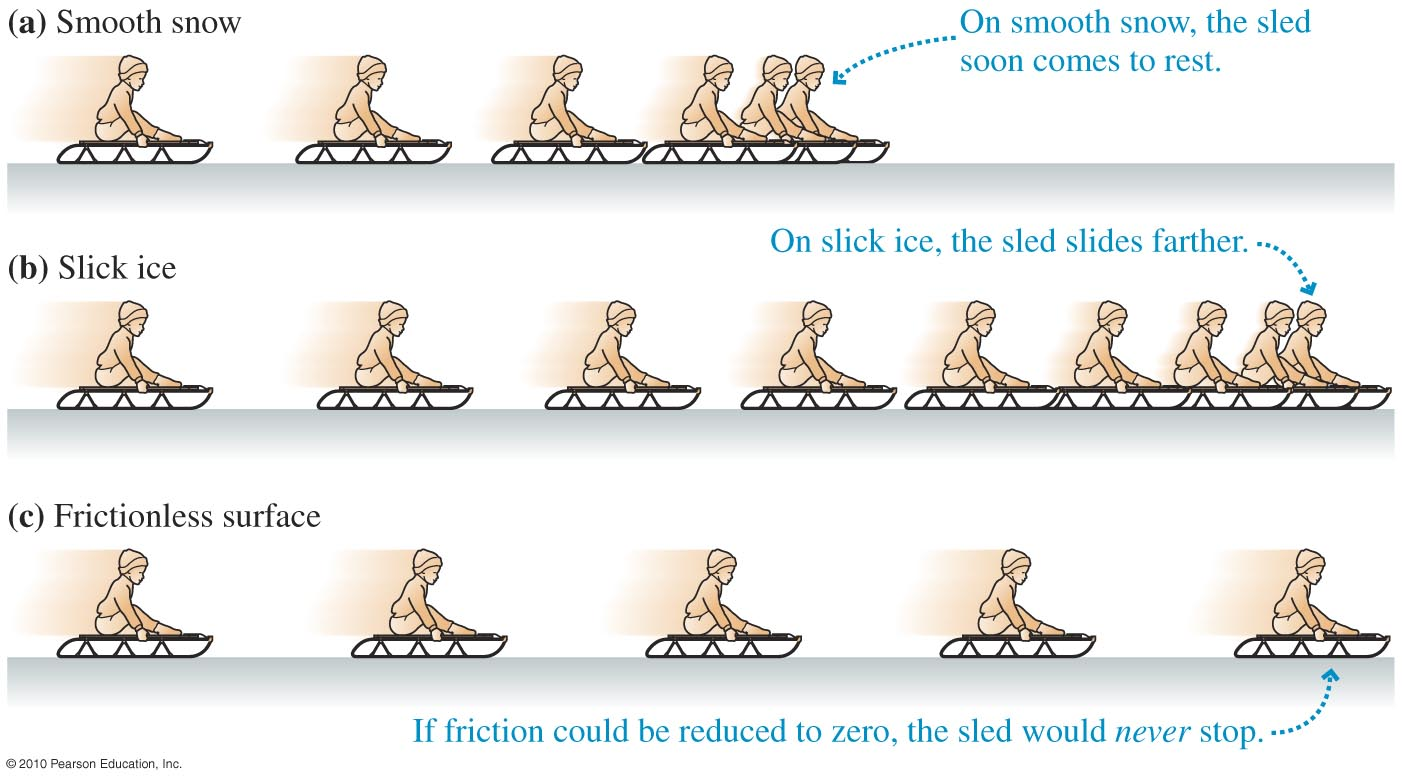 (a) Smooth snow
On smooth snow, the sled
soon comes to rest.
On slick ice, the sled slides farther.
(b) Slick ice
(c) Frictionless surface
If friction could be reduced to zero, the sled would never stop.
© 2010 Pearson Education, Inc.